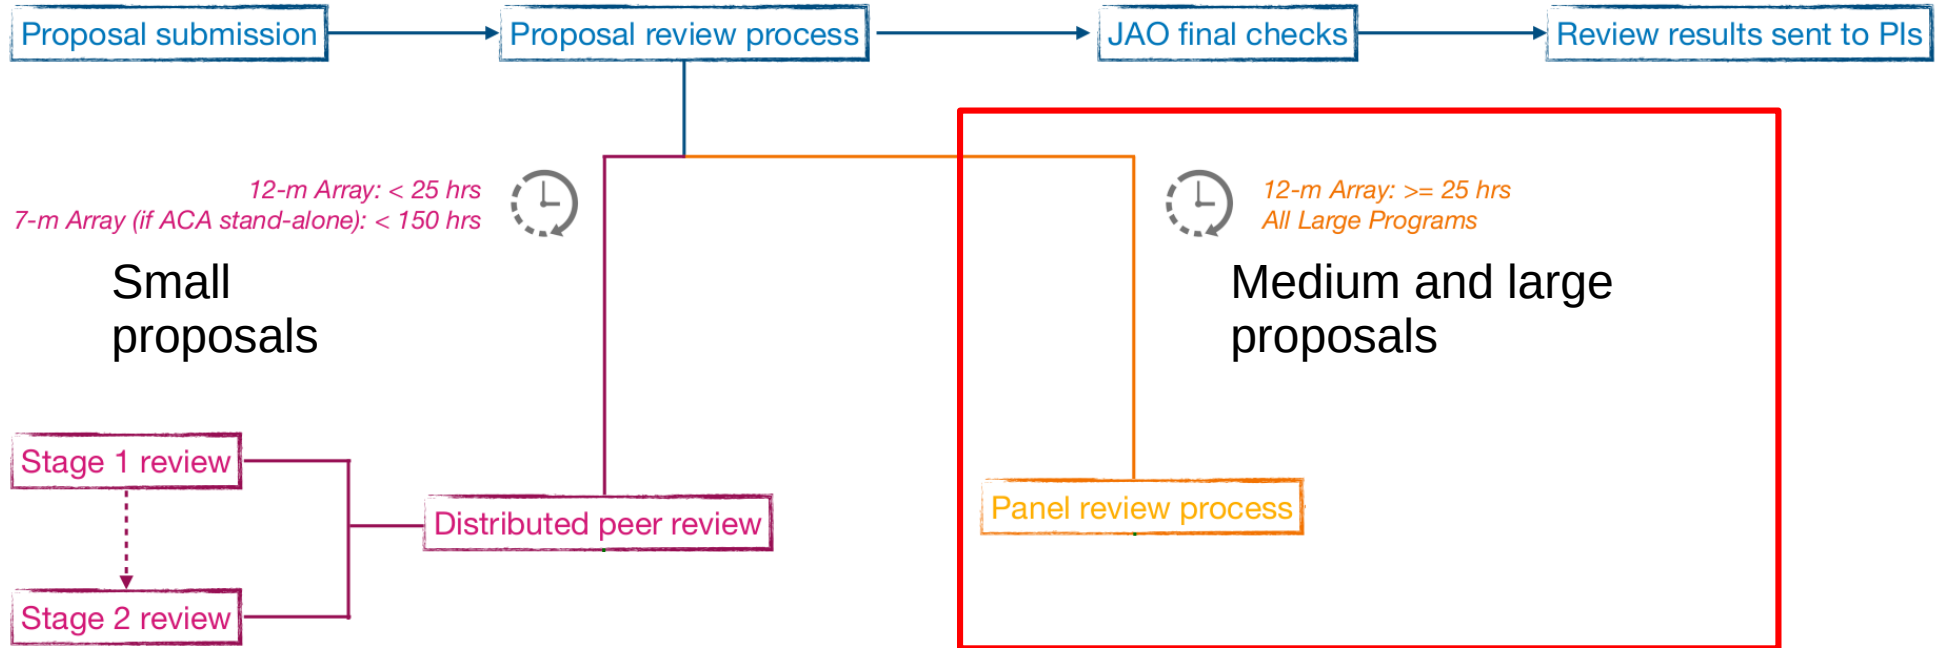 Proposal submission
Proposal review process
JAO final checks
Review results sent to PIs
12-m Array: < 25 hrs
7-m Array (if ACA stand-alone): < 150 hrs
12-m Array: >= 25 hrs
All Large Programs
Small
proposals
Medium and large
proposals
Stage 1 review
Distributed peer review
Stage 2 review
Panel review process